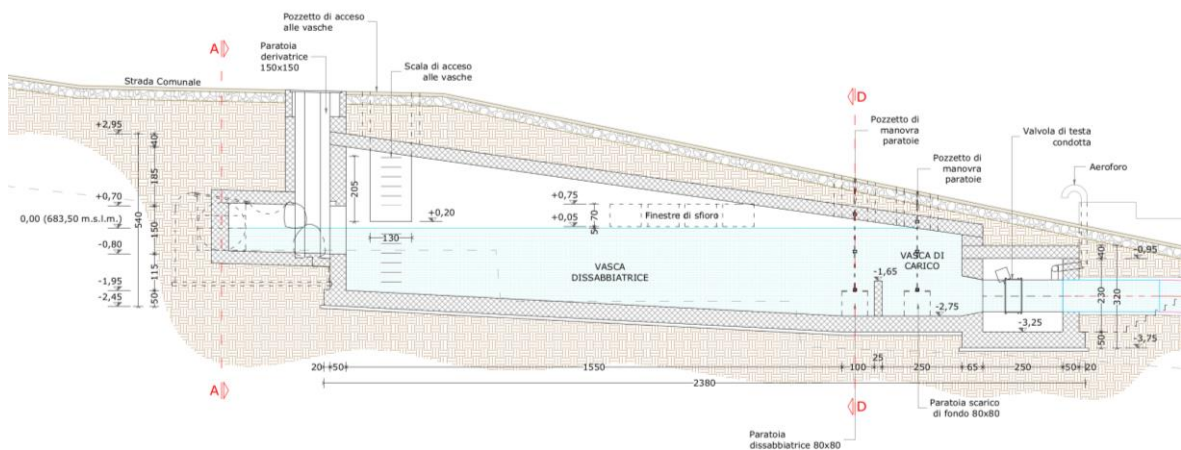 Pozzetto di acceso
alle vasche
A
Paratoia
derivatrice
150x150
Scala di acceso
alle vasche
Strada Comunale
D
Pozzetto di
manovra
paratoie
Valvola di testa
condotta
Pozzetto di
manovra
paratoie
Aeroforo
+2,95
40
185
205
+0,70
+0,75
70
0,00 (683,50 m.s.l.m.)
540
150
+0,20
+0,05
5
Finestre di sfioro
-0,80
130
-0,95
40
VASCA
DISSABBIATRICE
VASCA DI
CARICO
115
-1,65
-1,95
-2,45
50
-2,75
230
320
-3,25
50
-3,75
25
20
50
1550
100
250
65
250
50
20
2380
A
D
Paratoia scarico
di fondo 80x80
Paratoia
dissabbiatrice 80x80